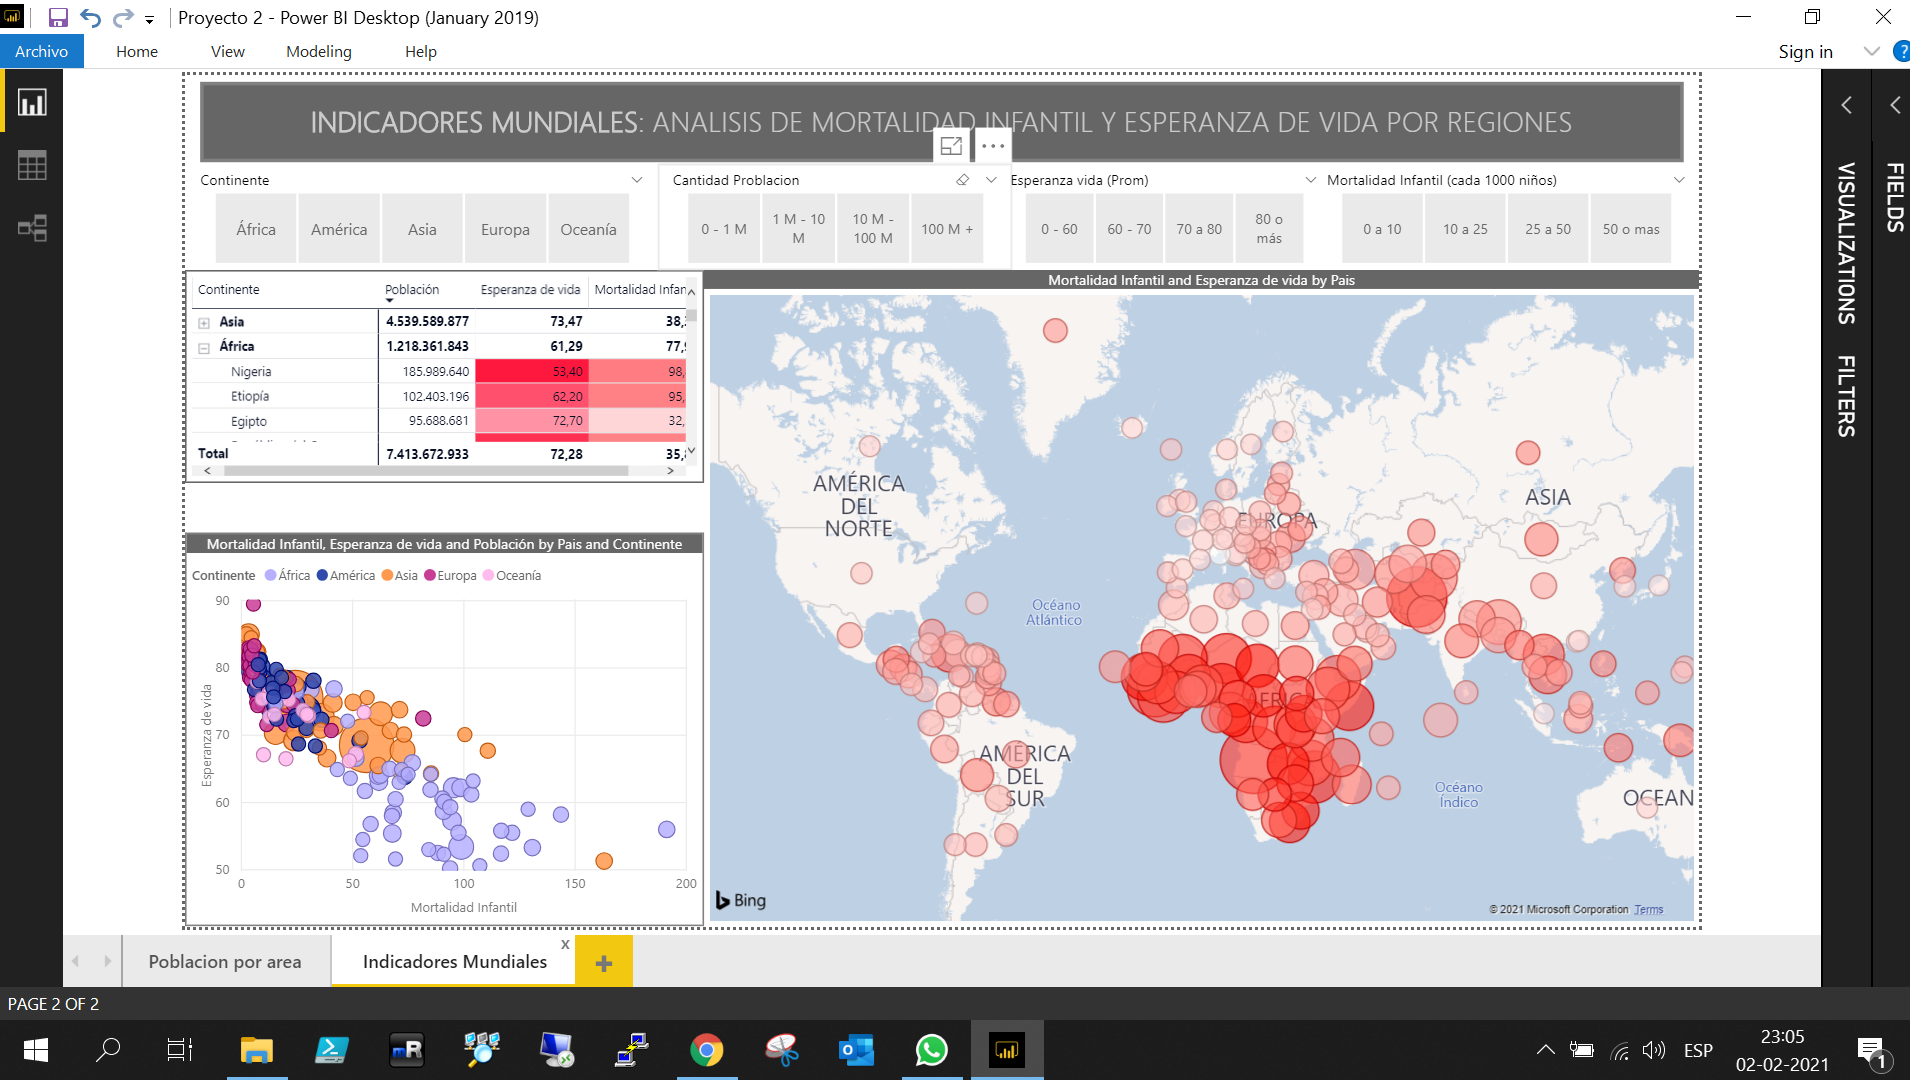 Proyecto 2 - Power BI Desktop (January 2019)
Archivo
Home
View
Modeling
Help
Sign in
?
INDICADORES MUNDIALES: ANALISIS DE MORTALIDAD INFANTIL Y ESPERANZA DE VIDA POR REGIONES
Continente
África
América
Asia
Europa
Oceanía
Cantidad Problacion
0 - 1 M
1 M - 10
M
10 M -
100 M
100 M +
Esperanza vida (Prom)
0 - 60
60 - 70
70 a 80
80 o
más
Mortalidad Infantil (cada 1000 niños)
0 a 10
10 a 25
25 a 50
50 o mas
VISUALIZATIONS
FILTERS
FIELDS
Continente Población Esperanza de vida Mortalidad Infan
Asia 4.539.589.877 73,47 38,
África 1.218.361.843 61,29 77,
Nigeria 185.989.640 53,40 98,
Etiopía 102.403.196 62,20 95,
Egipto 95.688.681 72,70 32,
Total 7.413.672.933 72,28 35,
Mortalidad Infantil, Esperanza de vida and Población by Pais and Continente
Continente África América Asia Europa Oceanía
Esperanza de vida
90
80
70
60
50
0 50 100 150 200
Mortalidad Infantil
Mortalidad Infantil and Esperanza de vida by Pais
AMÉRICA
DEL
NORTE
EUROPA
ASIA
Océano
Atlántico
AMÉRICA
DEL
SUR
Océano
Índico
OCEAN
Bing
© 2021 Microsoft Corporation Terms
Poblacion por area
Indicadores Mundiales
x
+
PAGE 2 OF 2
mR
ESP
23:05
02-02-2021
1